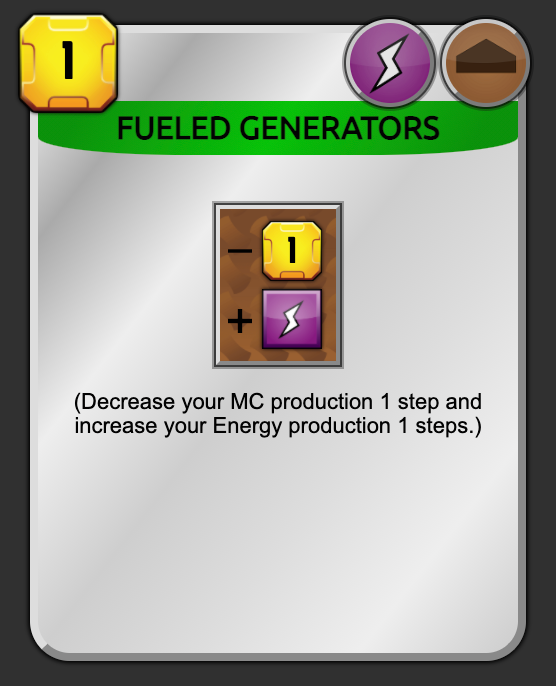 1
FUELED GENERATORS
− 1
+
(Decrease your MC production 1 step and
increase your Energy production 1 steps.)